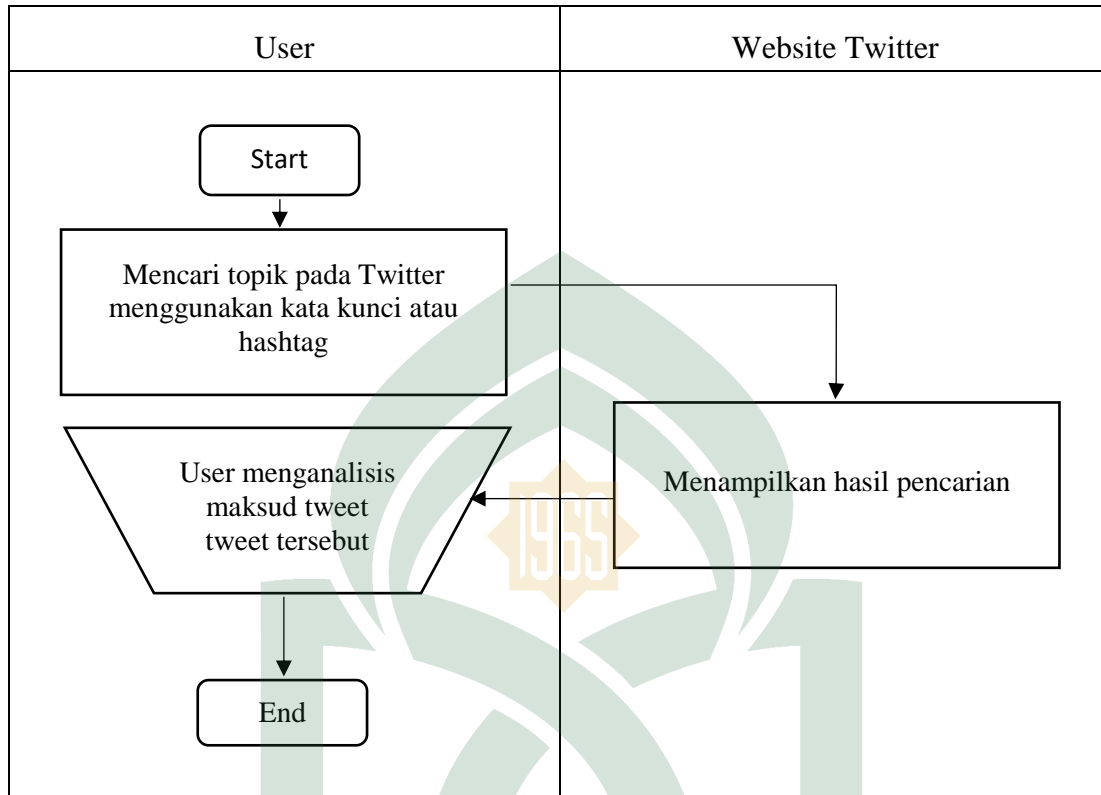 User
Website Twitter
Start
Mencari topik pada Twitter
menggunakan kata kunci atau
hashtag
Menampilkan hasil pencarian
User menganalisis
maksud tweet
tweet tersebut
1965
End